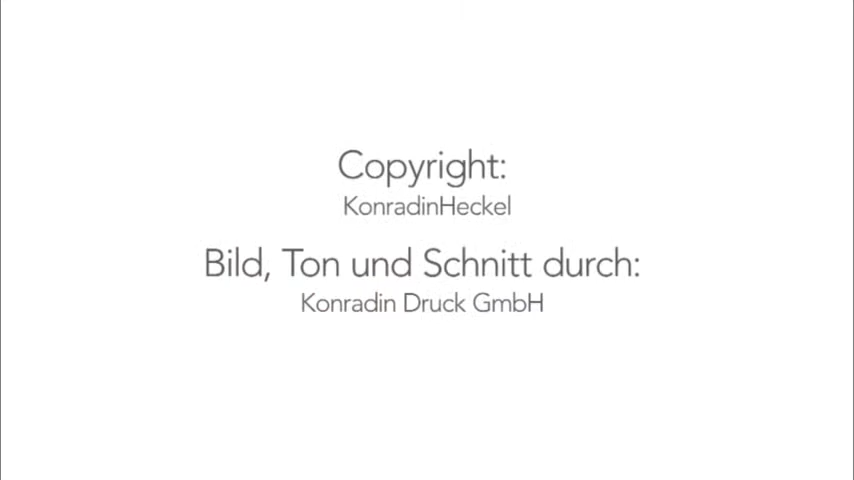 Copyright:
KonradinHeckel
Bild, Ton und Schnitt durch:
Konradin Druck GmbH